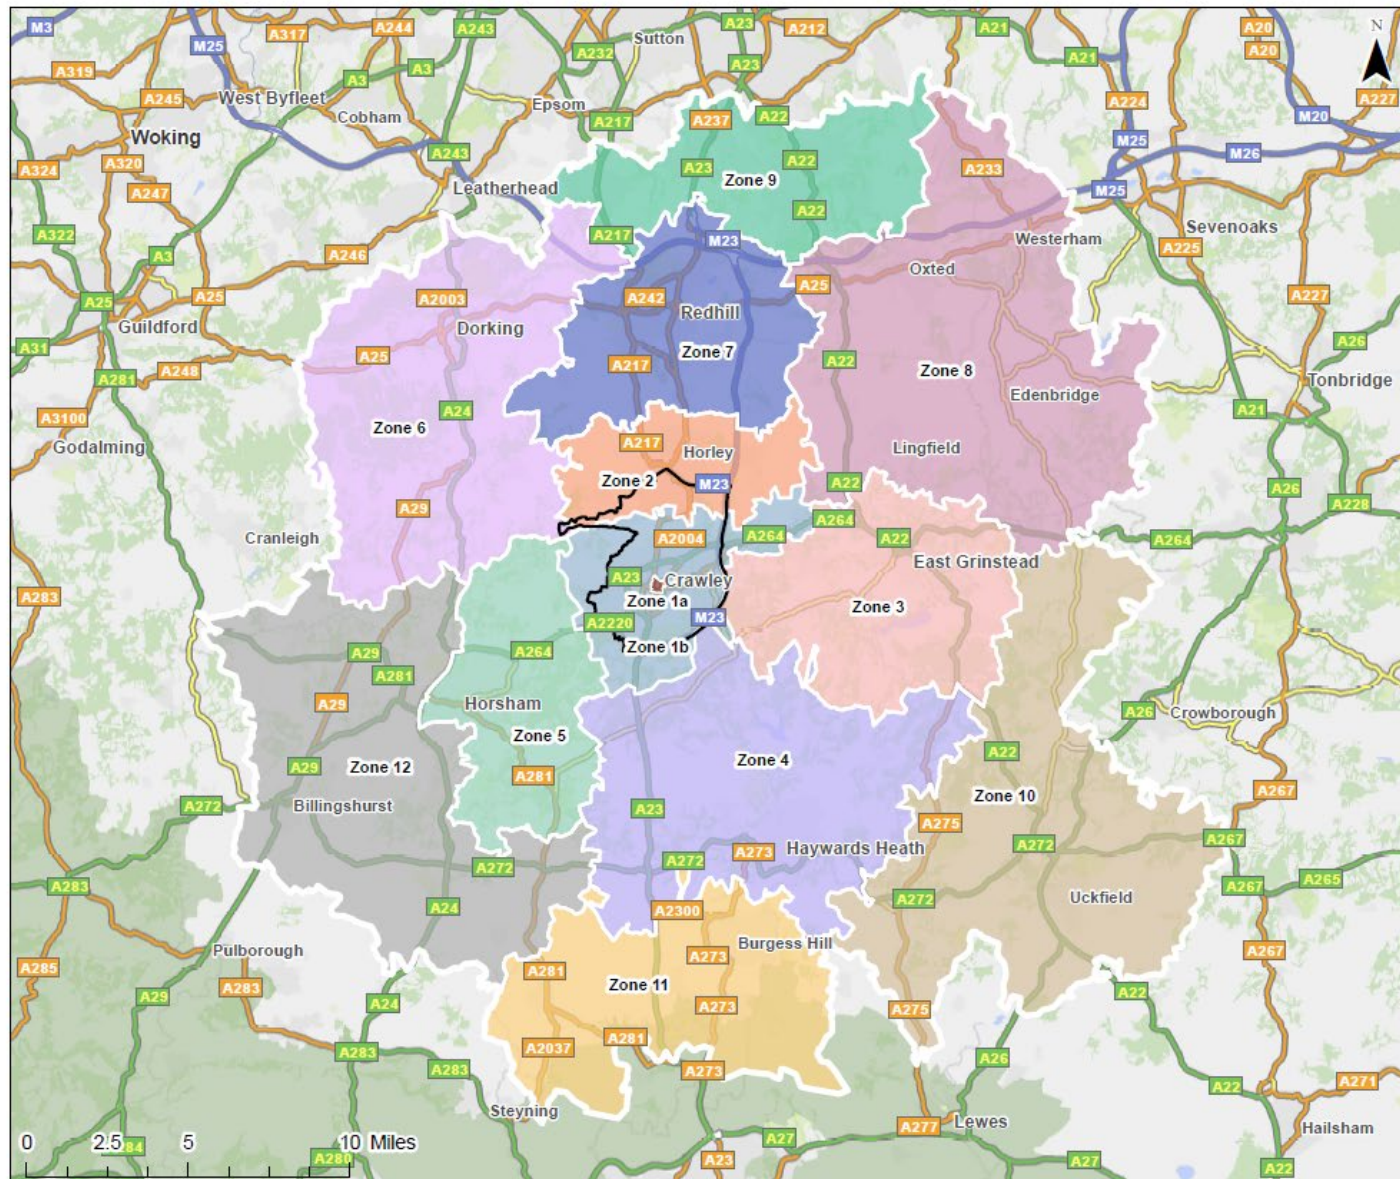 M3
M25
A317
A244
A243
A23
A212
A21
A20
A20
N
Sutton
A232
A23
A21
A319
A3
A3
A245
West Byfleet
Cobham
Epsom
A217
A237
A22
A224
A227
M20
Woking
M25
M26
A243
A324
A320
A247
Leatherhead
A23
A22
Zone 9
A233
M25
A322
A22
A217
M23
Sevenoaks
Westerham
A225
A3
A246
Oxted
A25
A25
A2003
A242
A25
A227
Guildford
Dorking
Redhill
A31
A25
A248
A217
Zone 7
A22
Zone 8
A26
A281
Tonbridge
Edenbridge
A3100
A24
A21
Godalming
Zone 6
A217
Horley
Lingfield
Zone 2
M23
A22
A26
A228
A29
A264
Cranleigh
A2004
A264
A22
A264
East Grinstead
A23
Crawley
A283
Zone 1a
Zone 3
A2220
M23
Zone 1b
A29
A264
A281
A29
Horsham
A26
Crowborough
Zone 5
Zone 4
A22
A29
Zone 12
A281
Zone 10
A267
A272
Billingshurst
A23
A275
A272
A267
A272
A272
A273
Haywards Heath
A283
A267
A265
A24
A2300
A272
Uckfield
Pulborough
Burgess Hill
A267
A285
A281
A273
A283
Zone 11
A29
A24
A273
A275
A22
A283
A2037
A281
A26
A283
A273
A22
A271
Steyning
A277
Lewes
Hailsham
0 2.5 5 10 Miles
A27
A23
A27
A22